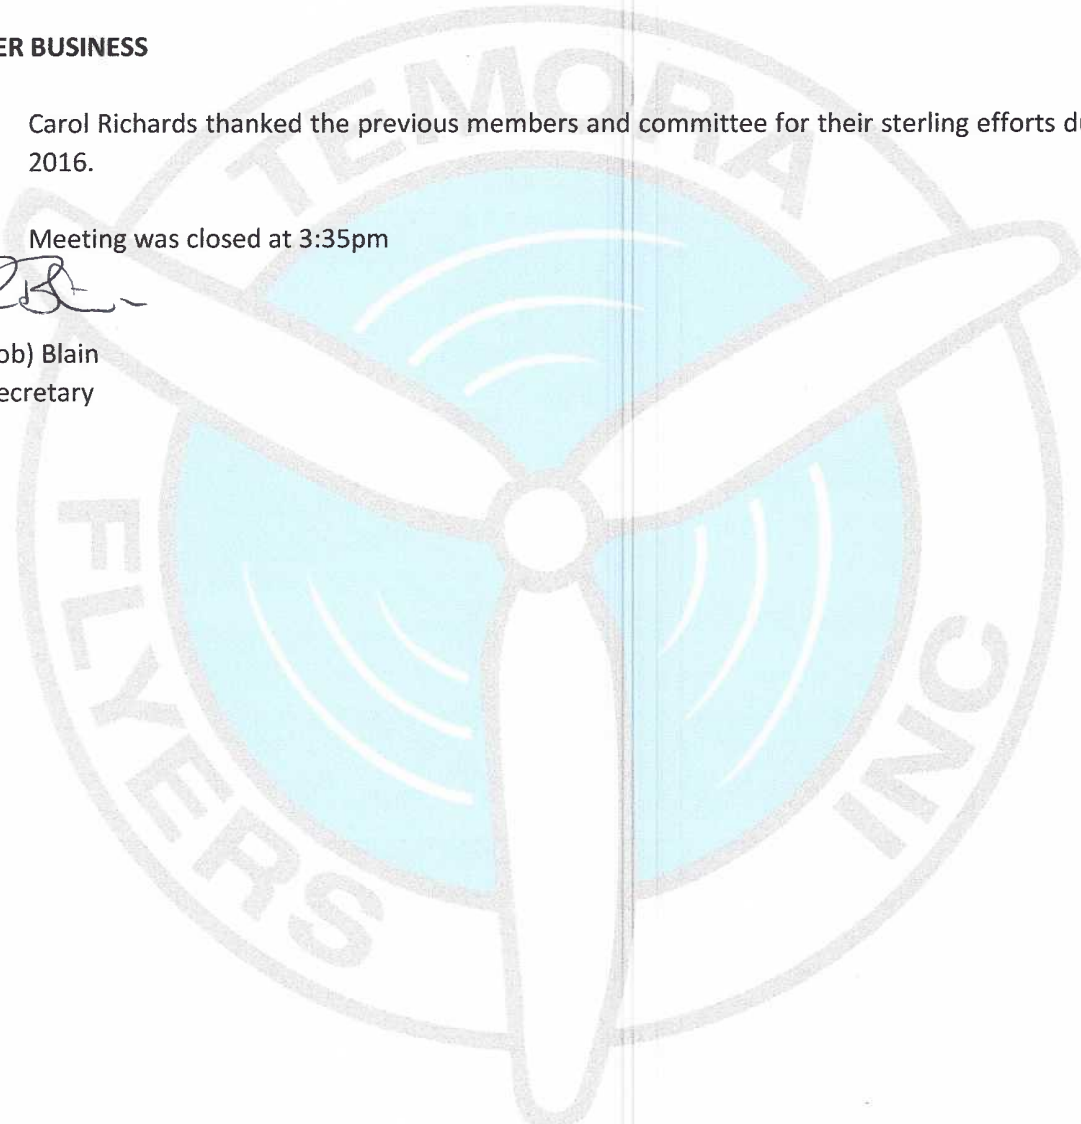 ER BUSINESS
Carol Richards thanked the previous members and committee for their sterling efforts du
2016.
Meeting was closed at 3:35pm
ob) Blain
ecretary
TEMORA
FLYERS
INC